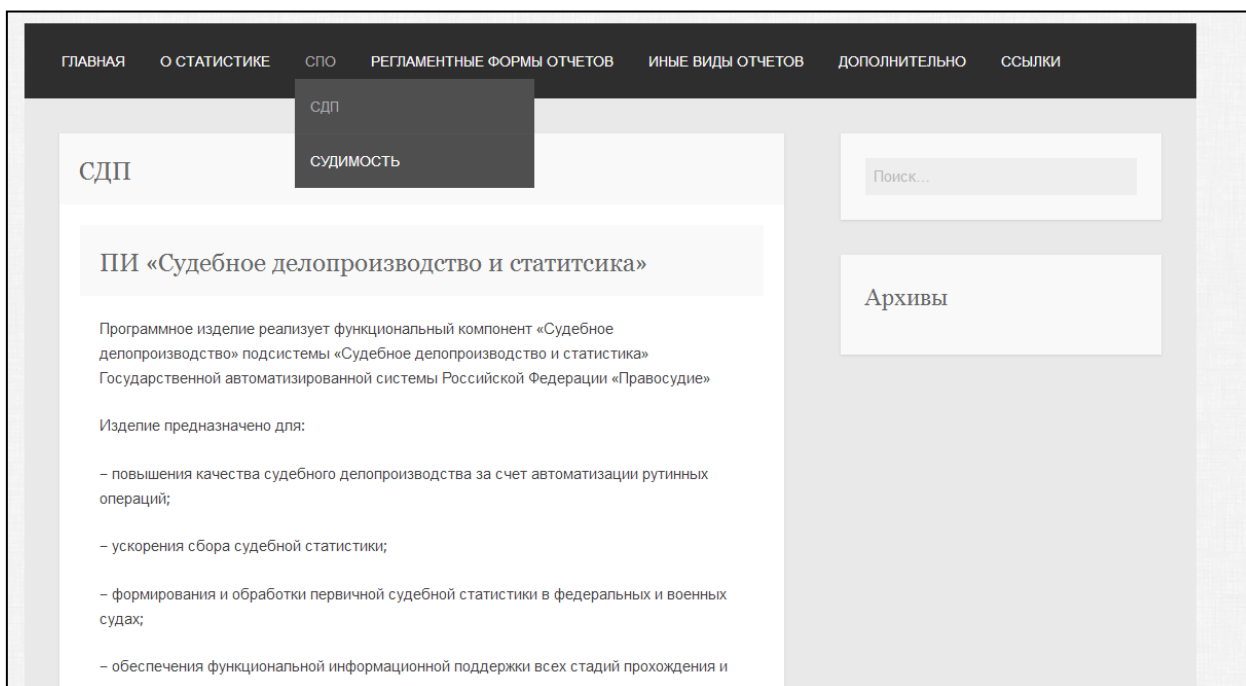 ГЛАВНАЯ О СТАТИСТИКЕ СПО РЕГЛАМЕНТНЫЕ ФОРМЫ ОТЧЕТОВ ИНЫЕ ВИДЫ ОТЧЕТОВ ДОПОЛНИТЕЛЬНО ССЫЛКИ
СДП
СУДИМОСТЬ
СДП
ПИ «Судебное делопроизводство и статитсика»
Программное изделие реализует функциональный компонент «Судебное
делопроизводство» подсистемы «Судебное делопроизводство и статистика»
Государственной автоматизированной системы Российской Федерации «Правосудие»
Изделие предназначено для:
– повышения качества судебного делопроизводства за счет автоматизации рутинных
операций;
– ускорения сбора судебной статистики;
– формирования и обработки первичной судебной статистики в федеральных и военных
судах;
– обеспечения функциональной информационной поддержки всех стадий прохождения и
Поиск...
Архивы